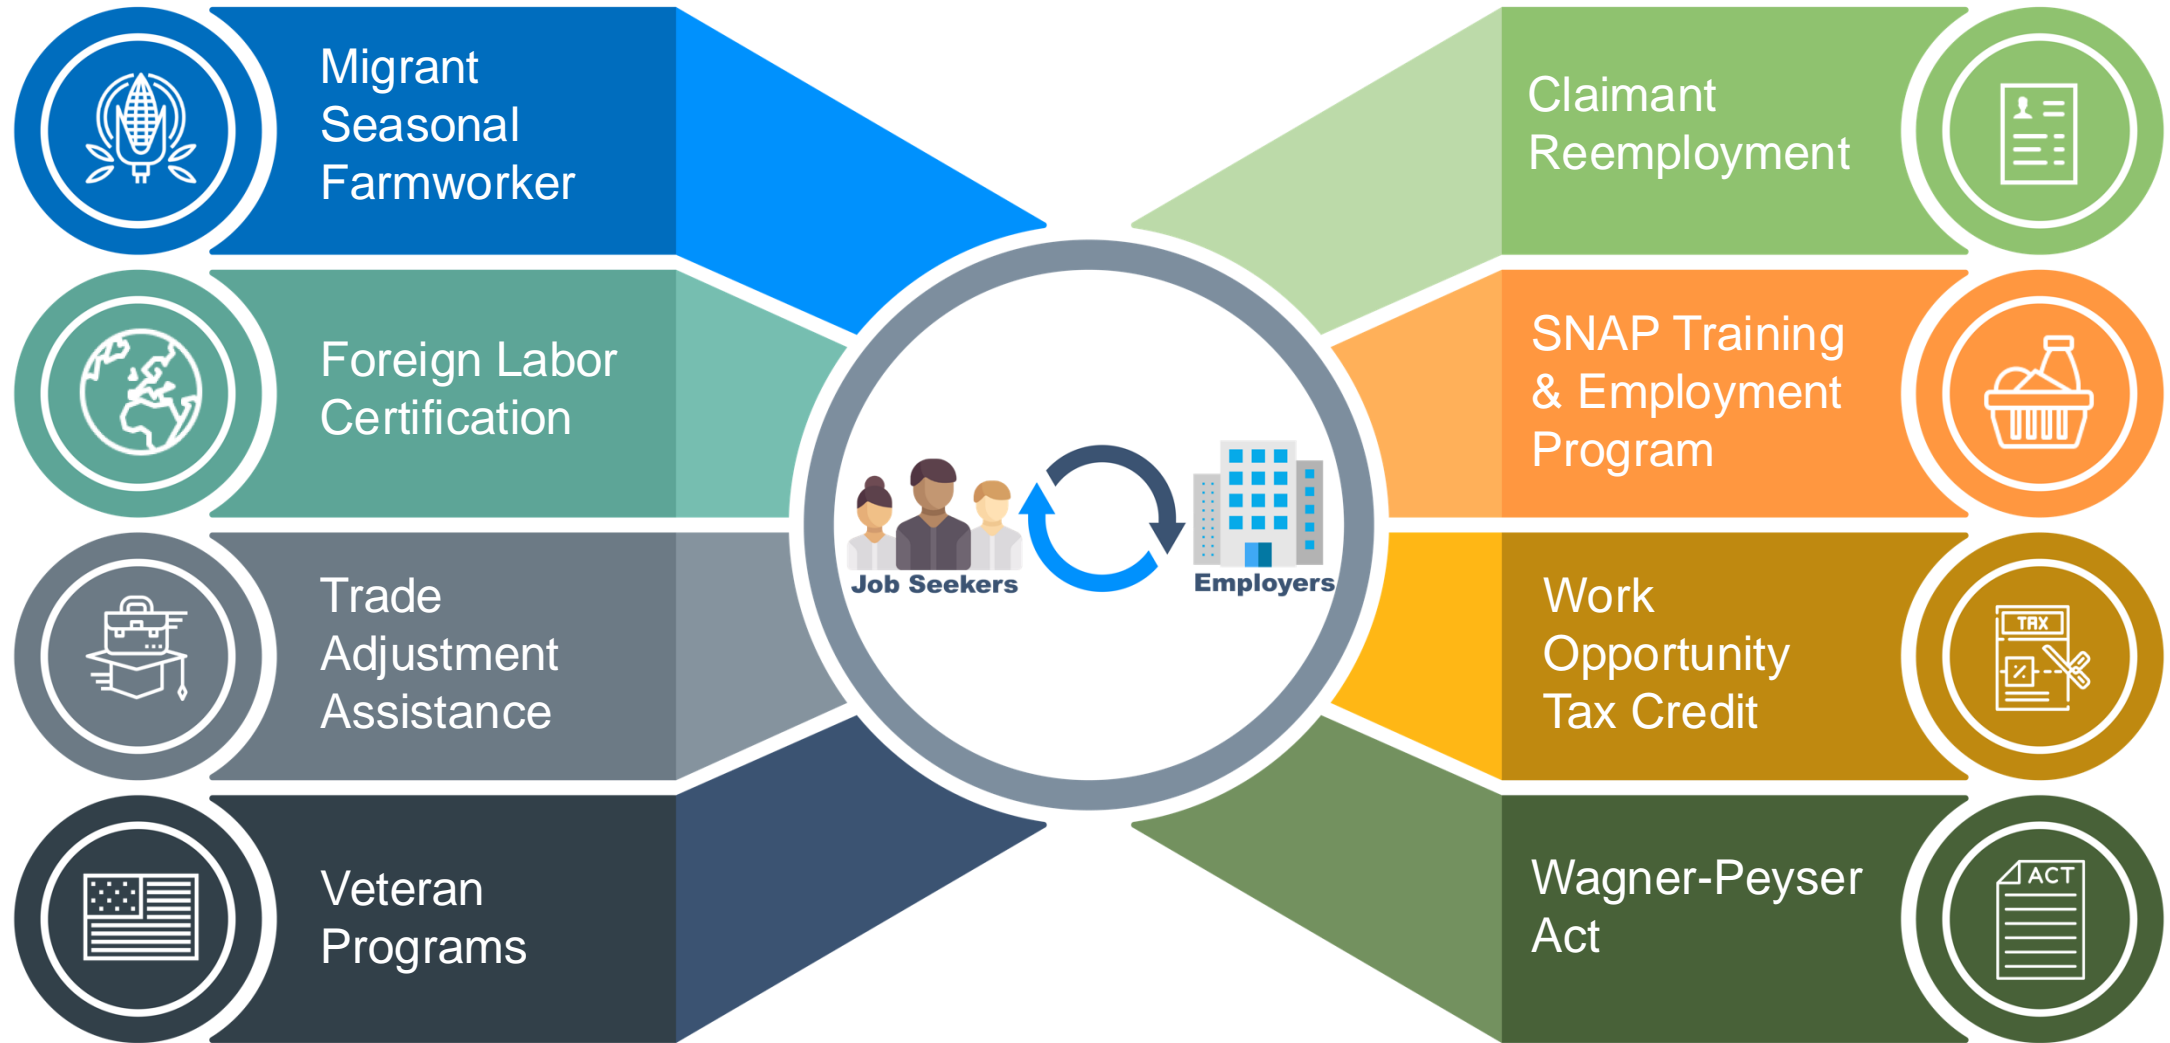 Migrant
Seasonal
Farmworker
Foreign Labor
Certification
Trade
Adjustment
Assistance
Veteran
Programs
Job Seekers
Employers
Claimant
Reemployment
SNAP Training
& Employment
Program
Work
Opportunity
Tax Credit
TAX
%
Wagner-Peyser
Act
ACT